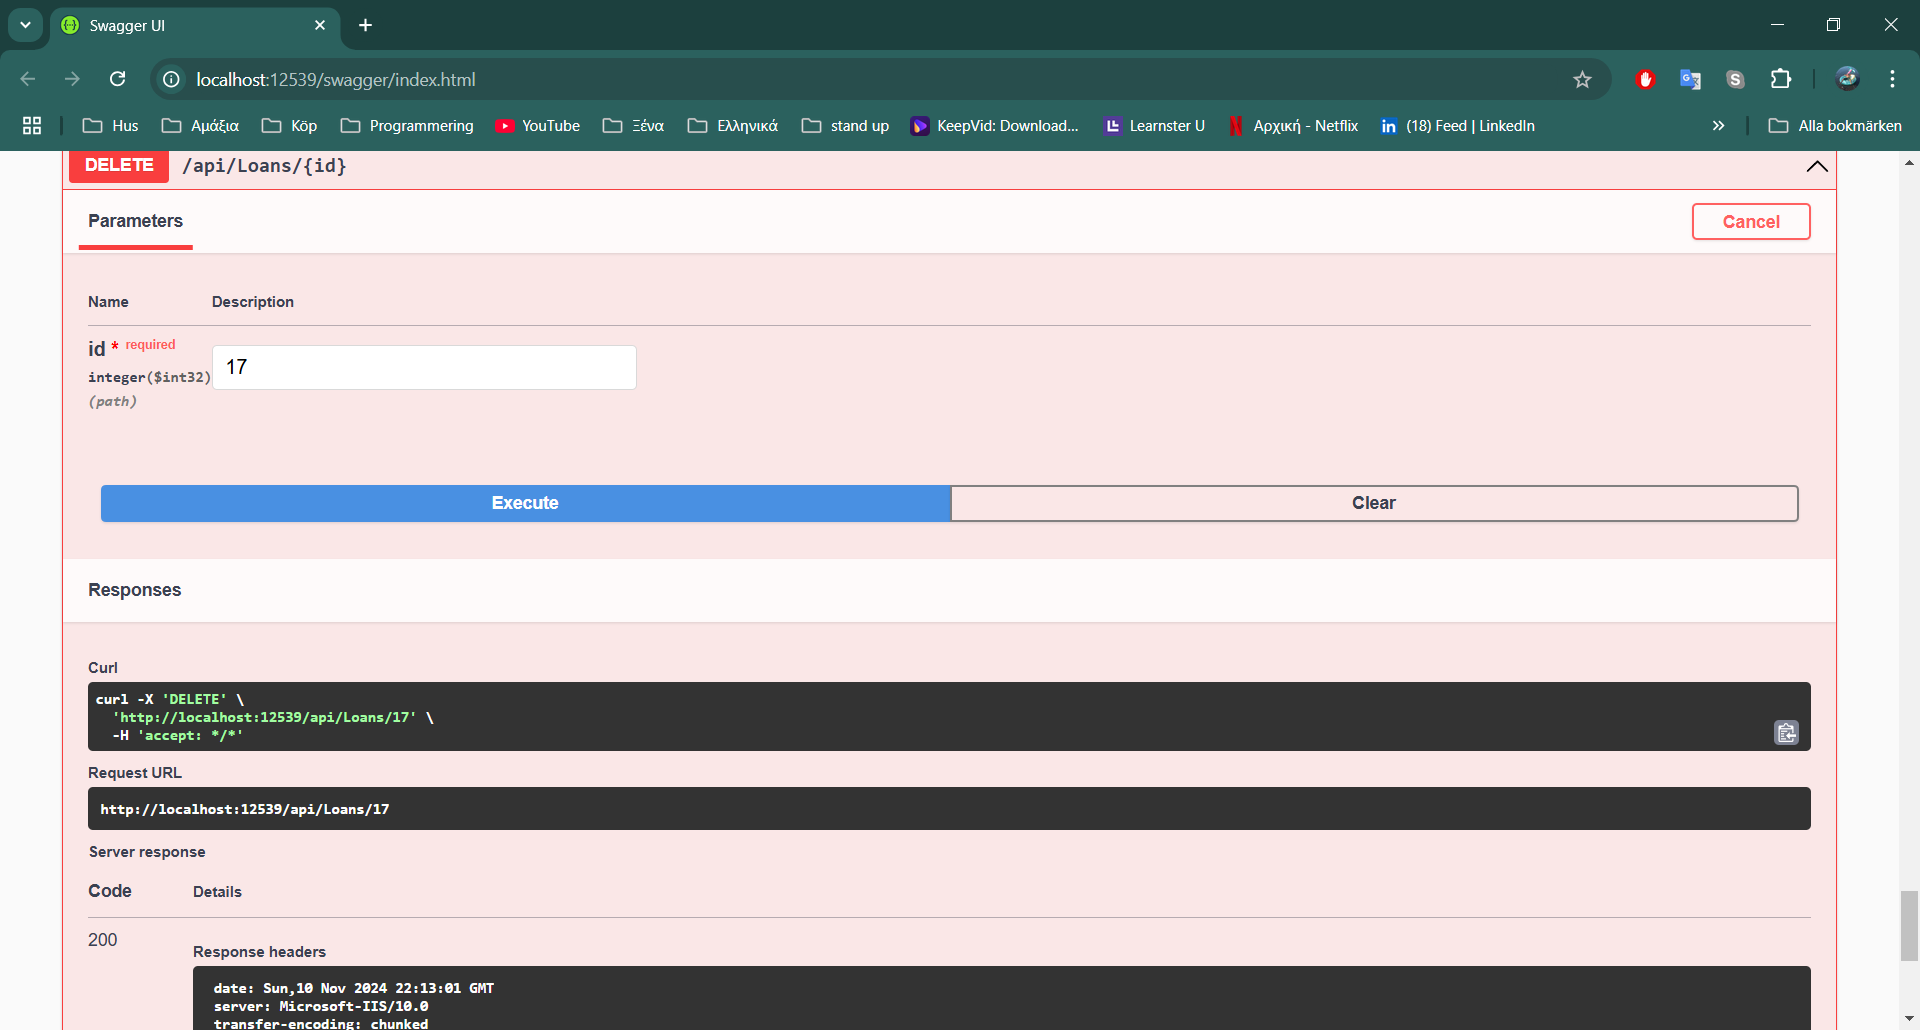 Swagger UI
localhost:12539/swagger/index.html
Hus
Αμάξια
Köp
Programmering
YouTube
Ξένα
Ελληνικά
stand up
KeepVid: Download...
Learnster U
Αρχική - Netflix
(18) Feed | LinkedIn
Alla bokmärken
DELETE /api/Loans/{id}
Parameters
Cancel
Name Description
id * required
integer($int32)
(path)
17
Execute
Clear
Responses
Curl
curl -X 'DELETE' \
'http://localhost:12539/api/Loans/17' \
-H 'accept: */*'
Request URL
http://localhost:12539/api/Loans/17
Server response
Code Details
200
Response headers
date: Sun,10 Nov 2024 22:13:01 GMT
server: Microsoft-IIS/10.0
transfer-encoding: chunked